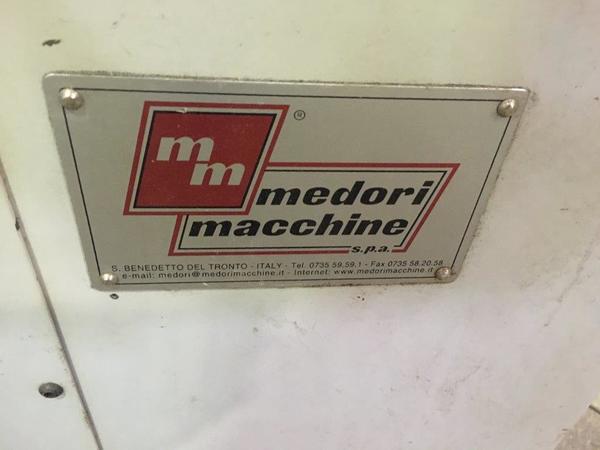 mm
®
medori
macchine
s.p.a.
S. BENEDETTO DEL TRONTO - ITALY - Tel. 0735 59.59.1 - Fax 0735 58.20.58
e-mail: medori@medorimacchine.it - Internet: www.medorimacchine.it